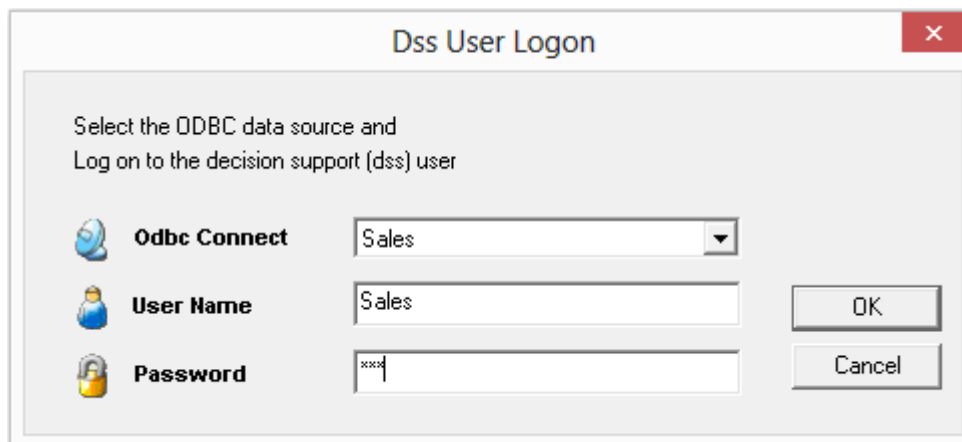 Dss User Logon
Select the ODBC data source and
Log on to the decision support (dss) user
Odbc Connect Sales
User Name Sales
OK
Password ***
Cancel